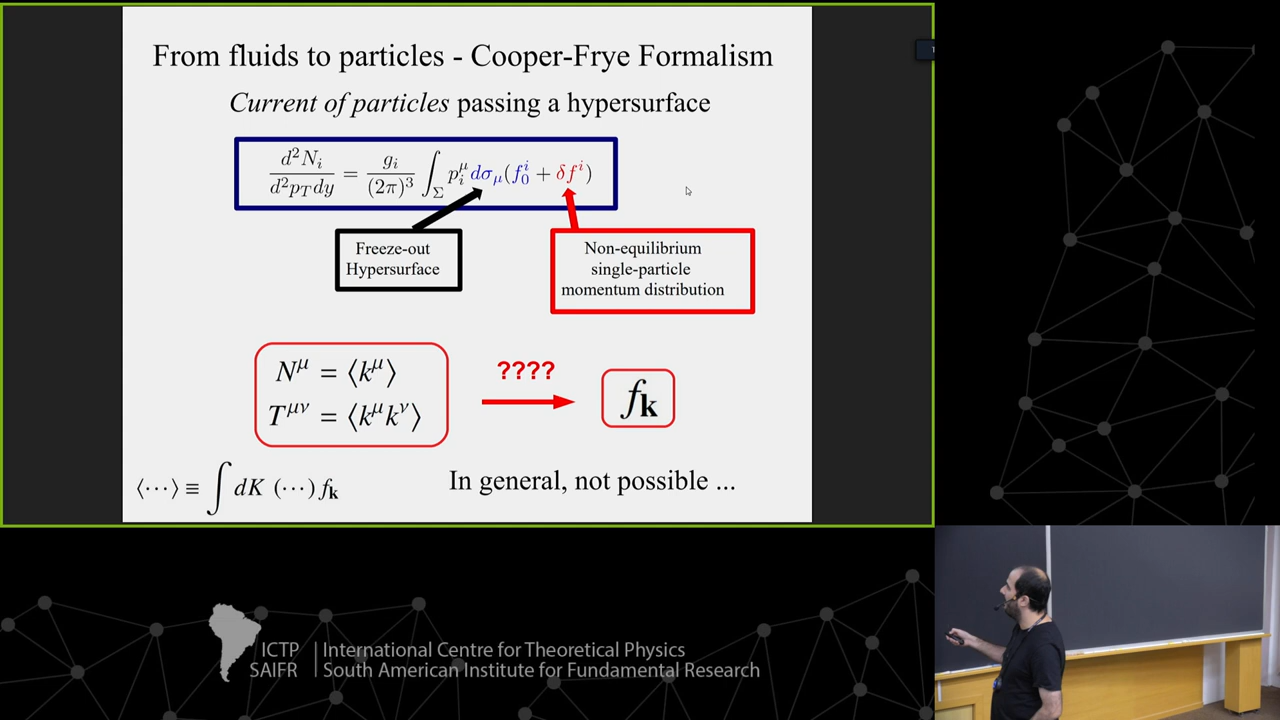 From fluids to particles - Cooper-Frye Formalism
Current of particles passing a hypersurface
d²N_i / d²p_T dy = g_i / (2π)³ ∫_Σ p_i^μ dσ_μ (f_0^i + δf^i)
Freeze-out
Hypersurface
Non-equilibrium
single-particle
momentum distribution
N^μ = ⟨k^μ⟩
T^{μν} = ⟨k^μ k^ν⟩
????
f_k
⟨⋯⟩ ≡ ∫ dK (⋯) f_k
In general, not possible ...
ICTP
SAIFR
International Centre for Theoretical Physics
South American Institute for Fundamental Research